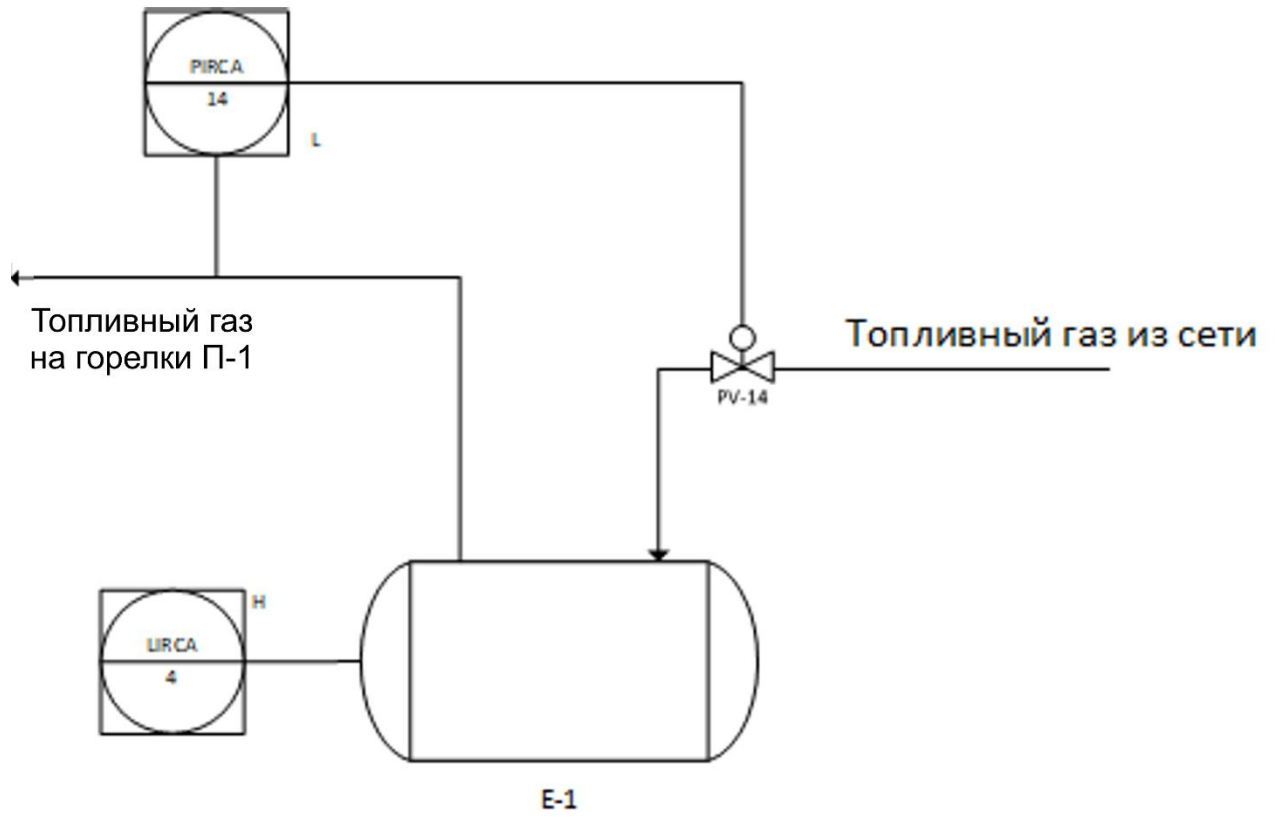 PIRCA
14
L
Топливный газ
на горелки П-1
Топливный газ из сети
PV-14
H
LIRCA
4
E-1